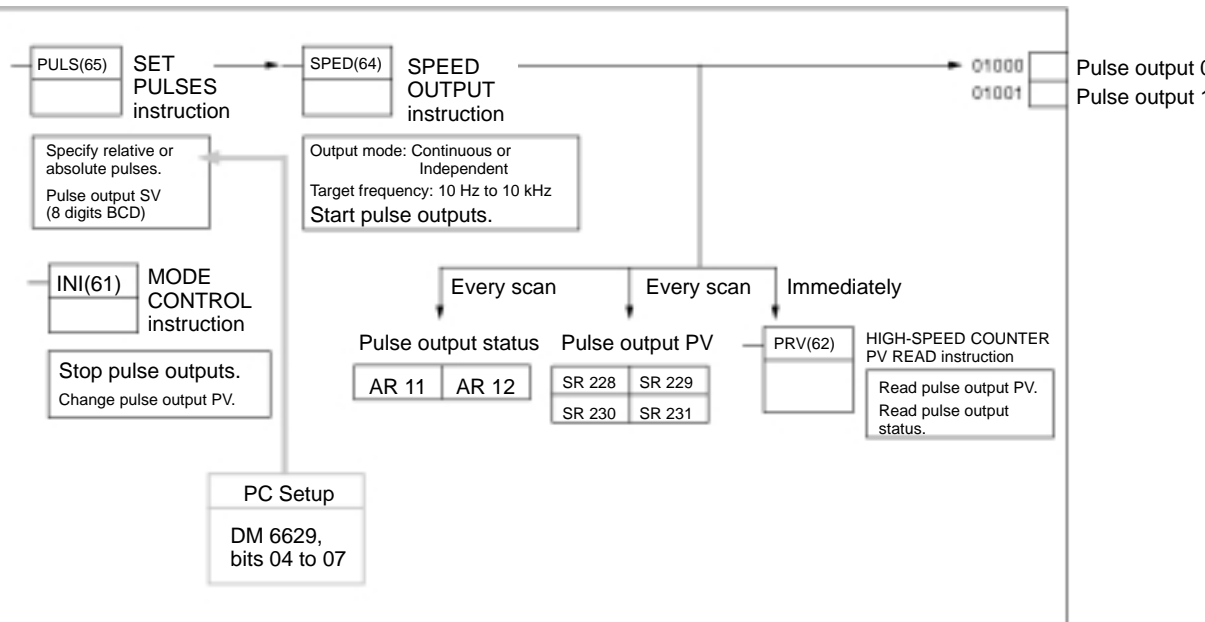 PULS(65)
SET
PULSES
instruction
SPED(64)
SPEED
OUTPUT
instruction
01000
Pulse output 0
01001
Pulse output 1
Specify relative or
absolute pulses.
Pulse output SV
(8 digits BCD)
Output mode: Continuous or
Independent
Target frequency: 10 Hz to 10 kHz
Start pulse outputs.
INI(61)
MODE
CONTROL
instruction
Stop pulse outputs.
Change pulse output PV.
Every scan
Every scan
Immediately
Pulse output status
AR 11 AR 12
Pulse output PV
SR 228 SR 229
SR 230 SR 231
PRV(62)
HIGH-SPEED COUNTER
PV READ instruction
Read pulse output PV.
Read pulse output
status.
PC Setup
DM 6629,
bits 04 to 07